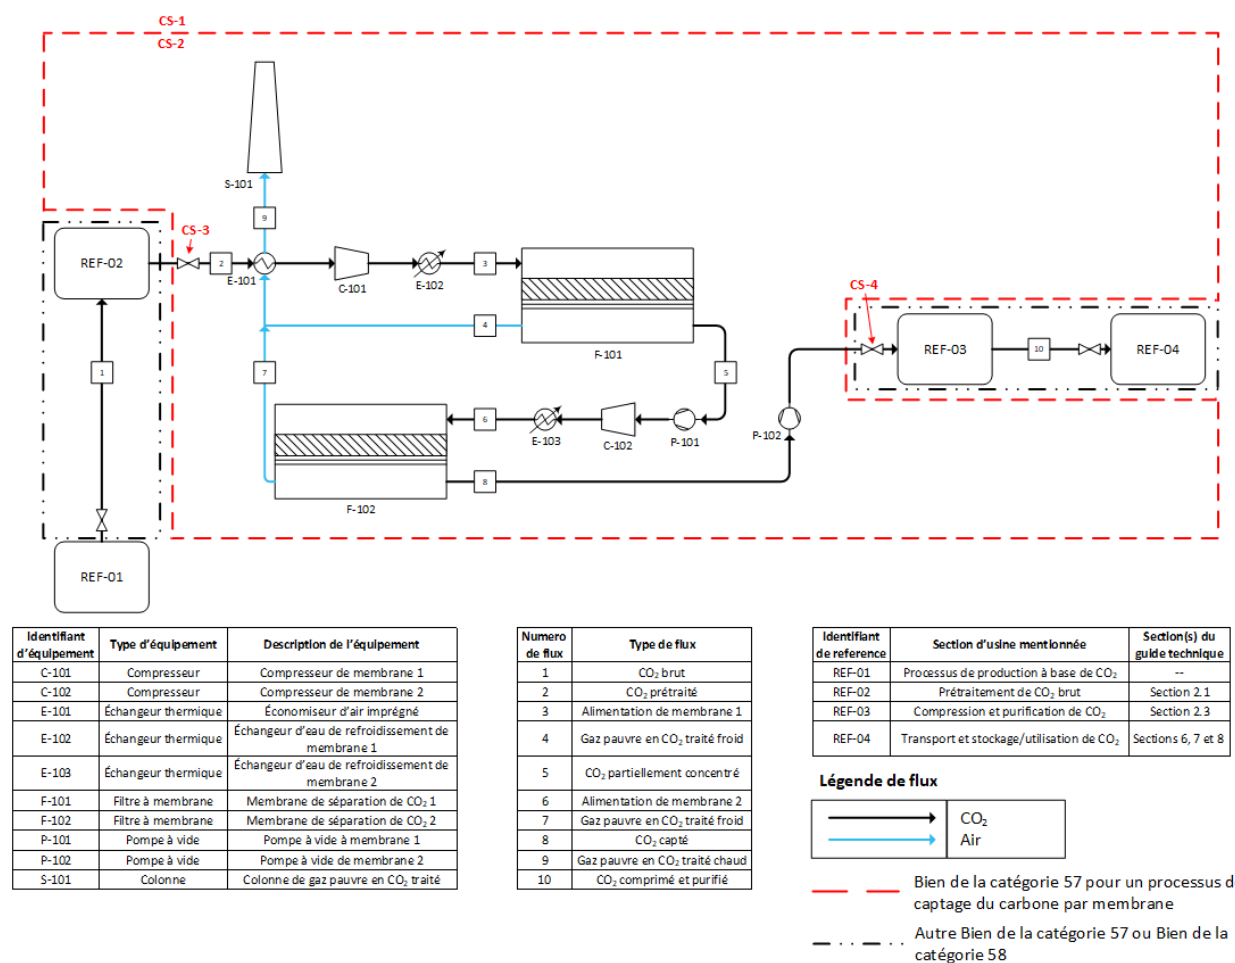 CS-1
CS-2
S-101
9
CS-3
REF-02
2
E-101
C-101
E-102
3
F-101
4
CS-4
REF-03
10
REF-04
1
7
5
6
E-103
C-102
P-101
P-102
8
F-102
REF-01
Identifiant d'équipement | Type d'équipement | Description de l'équipement
C-101 | Compresseur | Compresseur de membrane 1
C-102 | Compresseur | Compresseur de membrane 2
E-101 | Échangeur thermique | Économiseur d'air imprégné
E-102 | Échangeur thermique | Échangeur d'eau de refroidissement de membrane 1
E-103 | Échangeur thermique | Échangeur d'eau de refroidissement de membrane 2
F-101 | Filtre à membrane | Membrane de séparation de CO₂ 1
F-102 | Filtre à membrane | Membrane de séparation de CO₂ 2
P-101 | Pompe à vide | Pompe à vide à membrane 1
P-102 | Pompe à vide | Pompe à vide de membrane 2
S-101 | Colonne | Colonne de gaz pauvre en CO₂ traité
Numero de flux | Type de flux
1 | CO₂ brut
2 | CO₂ prétraité
3 | Alimentation de membrane 1
4 | Gaz pauvre en CO₂ traité froid
5 | CO₂ partiellement concentré
6 | Alimentation de membrane 2
7 | Gaz pauvre en CO₂ traité froid
8 | CO₂ capté
9 | Gaz pauvre en CO₂ traité chaud
10 | CO₂ comprimé et purifié
Identifiant de reference | Section d'usine mentionnée | Section(s) du guide technique
REF-01 | Processus de production à base de CO₂ | --
REF-02 | Prétraitement de CO₂ brut | Section 2.1
REF-03 | Compression et purification de CO₂ | Section 2.3
REF-04 | Transport et stockage/utilisation de CO₂ | Sections 6, 7 et 8
Légende de flux
CO₂
Air
Bien de la catégorie 57 pour un processus d
captage du carbone par membrane
Autre Bien de la catégorie 57 ou Bien de la
catégorie 58